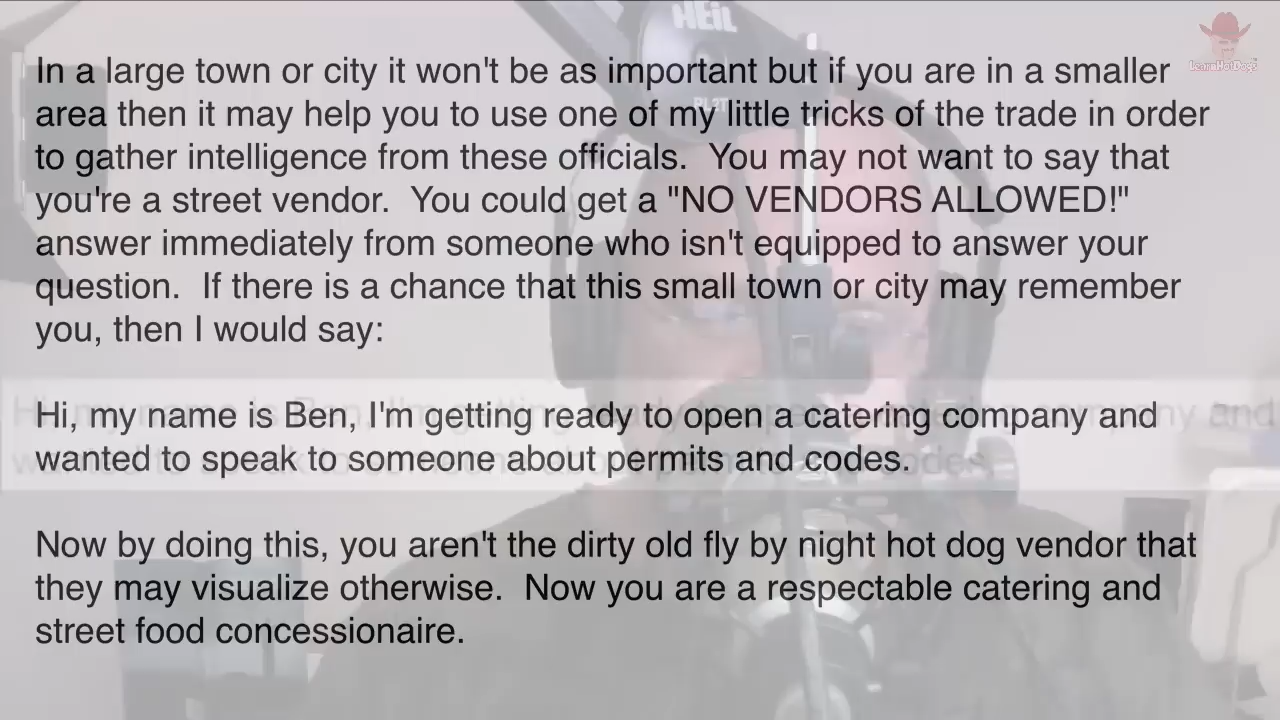 HEiL
PR22T
LearnHotDogs
In a large town or city it won't be as important but if you are in a smaller
area then it may help you to use one of my little tricks of the trade in order
to gather intelligence from these officials.  You may not want to say that
you're a street vendor.  You could get a "NO VENDORS ALLOWED!"
answer immediately from someone who isn't equipped to answer your
question.  If there is a chance that this small town or city may remember
you, then I would say:
Hi, my name is Ben, I'm getting ready to open a catering company and
wanted to speak to someone about permits and codes.
Now by doing this, you aren't the dirty old fly by night hot dog vendor that
they may visualize otherwise.  Now you are a respectable catering and
street food concessionaire.